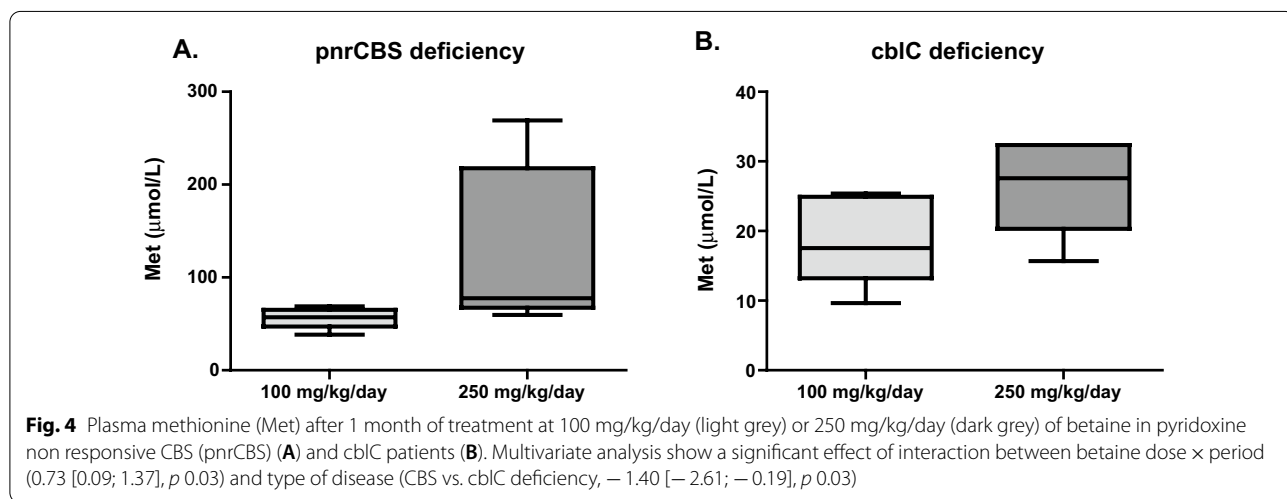 A.
pnrCBS deficiency
300
200
100
0
Met (μmol/L)
100 mg/kg/day
250 mg/kg/day
B.
cblC deficiency
40
30
20
10
0
Met (μmol/L)
100 mg/kg/day
250 mg/kg/day
Fig. 4 Plasma methionine (Met) after 1 month of treatment at 100 mg/kg/day (light grey) or 250 mg/kg/day (dark grey) of betaine in pyridoxine
non responsive CBS (pnrCBS) (A) and cblC patients (B). Multivariate analysis show a significant effect of interaction between betaine dose × period
(0.73 [0.09; 1.37], p 0.03) and type of disease (CBS vs. cblC deficiency, − 1.40 [− 2.61; − 0.19], p 0.03)